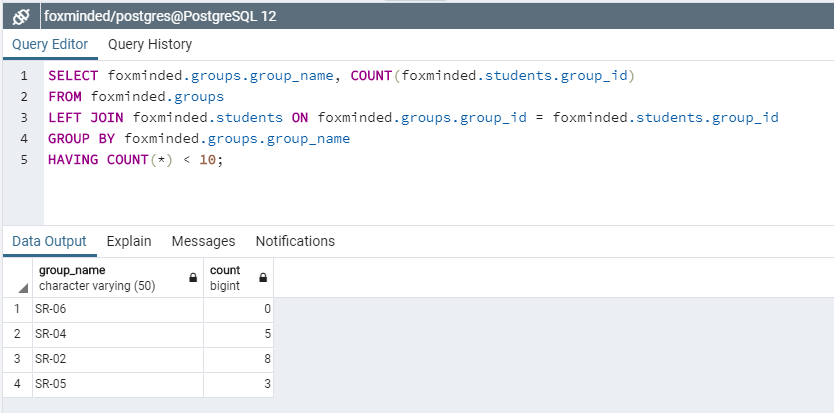 foxminded/postgres@PostgreSQL 12
Query Editor Query History
1 SELECT foxminded.groups.group_name, COUNT(foxminded.students.group_id)
2 FROM foxminded.groups
3 LEFT JOIN foxminded.students ON foxminded.groups.group_id = foxminded.students.group_id
4 GROUP BY foxminded.groups.group_name
5 HAVING COUNT(*) < 10;
Data Output Explain Messages Notifications
group_name count
character varying (50) bigint
1 SR-06 0
2 SR-04 5
3 SR-02 8
4 SR-05 3